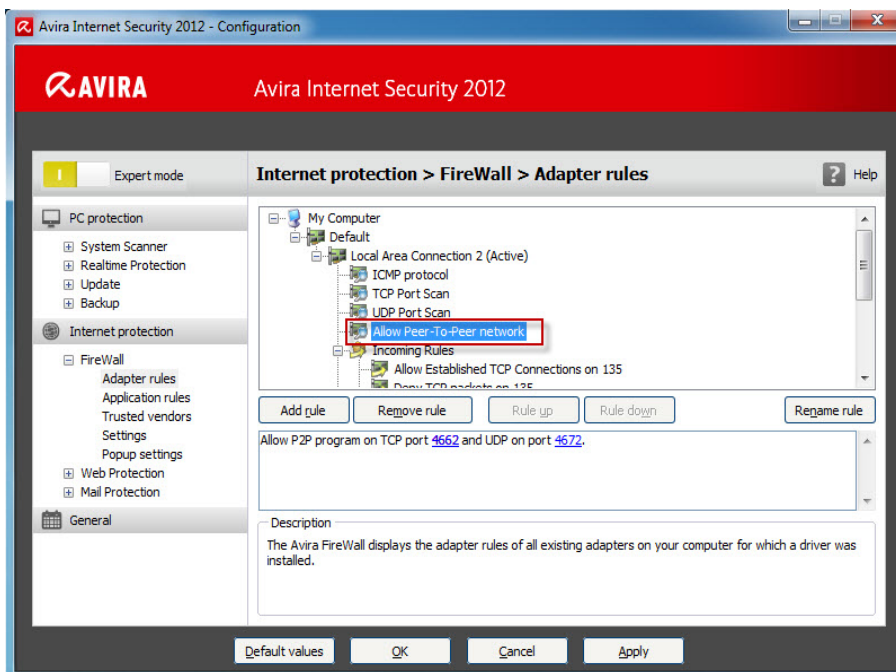 Avira Internet Security 2012 - Configuration
AVIRA
Avira Internet Security 2012
Expert mode
Internet protection > FireWall > Adapter rules
? Help
PC protection
System Scanner
Realtime Protection
Update
Backup
Internet protection
FireWall
Adapter rules
Application rules
Trusted vendors
Settings
Popup settings
Web Protection
Mail Protection
General
My Computer
Default
Local Area Connection 2 (Active)
ICMP protocol
TCP Port Scan
UDP Port Scan
Allow Peer-To-Peer network
Incoming Rules
Allow Established TCP Connections on 135
Deny TCP packets on 135
Add rule
Remove rule
Rule up
Rule down
Rename rule
Allow P2P program on TCP port 4662 and UDP on port 4672.
Description
The Avira FireWall displays the adapter rules of all existing adapters on your computer for which a driver was
installed.
Default values
OK
Cancel
Apply